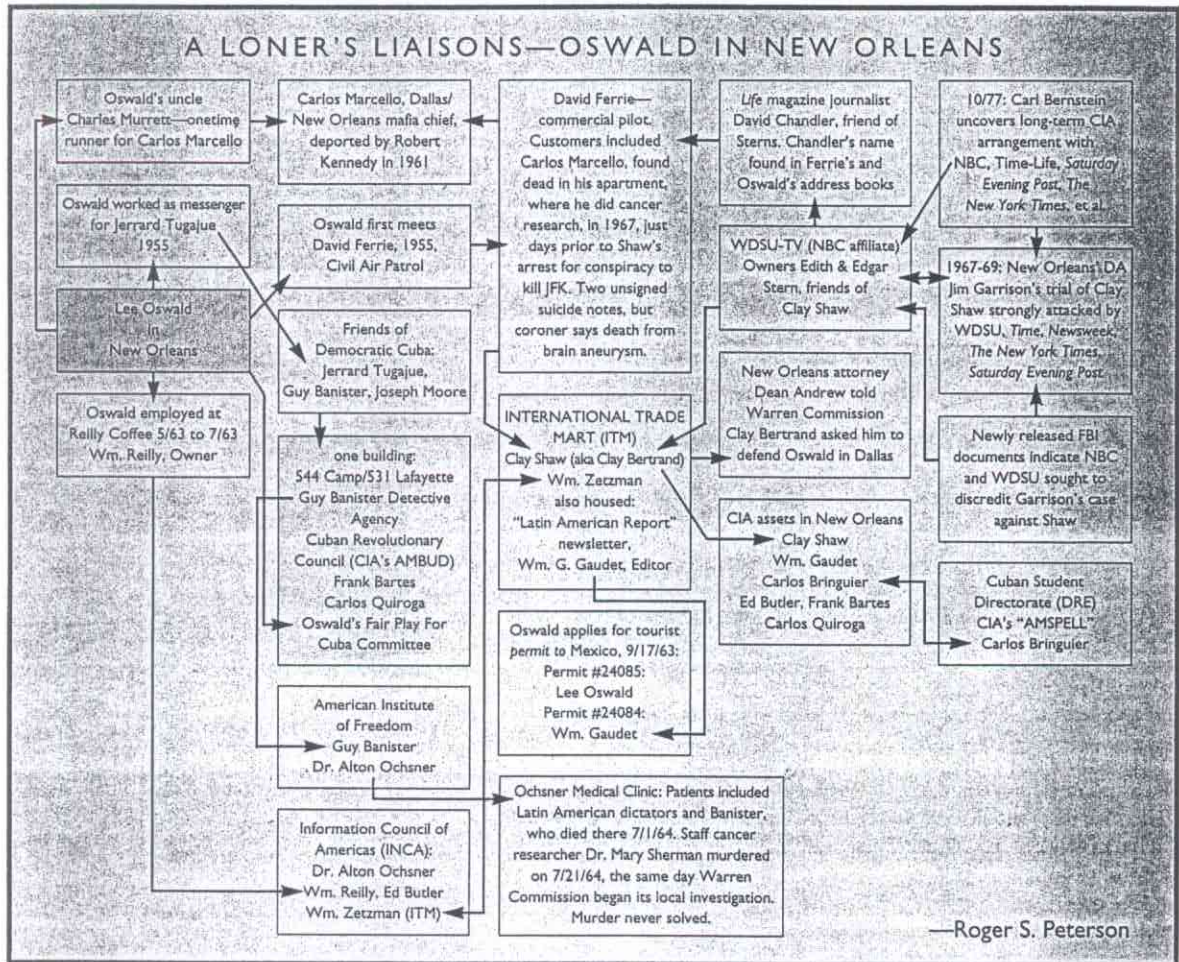 A LONER'S LIAISONS—OSWALD IN NEW ORLEANS
Oswald's uncle
Charles Murrett—onetime
runner for Carlos Marcello
Carlos Marcello, Dallas/
New Orleans mafia chief,
deported by Robert
Kennedy in 1961
David Ferrie—
commercial pilot.
Customers included
Carlos Marcello, found
dead in his apartment,
where he did cancer
research, in 1967, just
days prior to Shaw's
arrest for conspiracy to
kill JFK. Two unsigned
suicide notes, but
coroner says death from
brain aneurysm.
Life magazine journalist
David Chandler, friend of
Sterns. Chandler's name
found in Ferrie's and
Oswald's address books
10/77: Carl Bernstein
uncovers long-term CIA
arrangement with
NBC, Time-Life, Saturday
Evening Post, The
New York Times, et al.
Oswald worked as messenger
for Jerrard Tugajue
1955
Oswald first meets
David Ferrie, 1955,
Civil Air Patrol
WDSU-TV (NBC affiliate)
Owners Edith & Edgar
Stern, friends of
Clay Shaw
1967-69: New Orleans' DA
Jim Garrison's trial of Clay
Shaw strongly attacked by
WDSU, Time, Newsweek,
The New York Times,
Saturday Evening Post
Lee Oswald
in
New Orleans
Friends of
Democratic Cuba:
Jerrard Tugajue,
Guy Banister, Joseph Moore
New Orleans attorney
Dean Andrew told
Warren Commission
Clay Bertrand asked him to
defend Oswald in Dallas
Oswald employed at
Reilly Coffee 5/63 to 7/63
Wm. Reilly, Owner
INTERNATIONAL TRADE
MART (ITM)
Clay Shaw (aka Clay Bertrand)
Wm. Zetzman
also housed:
"Latin American Report"
newsletter,
Wm. G. Gaudet, Editor
Newly released FBI
documents indicate NBC
and WDSU sought to
discredit Garrison's case
against Shaw
one building:
544 Camp/531 Lafayette
Guy Banister Detective
Agency
Cuban Revolutionary
Council (CIA's AMBUD)
Frank Bartes
Carlos Quiroga
Oswald's Fair Play For
Cuba Committee
CIA assets in New Orleans
Clay Shaw
Wm. Gaudet
Carlos Bringuier
Ed Butler, Frank Bartes
Carlos Quiroga
Cuban Student
Directorate (DRE)
CIA's "AMSPELL"
Carlos Bringuier
Oswald applies for tourist
permit to Mexico, 9/17/63:
Permit #24085:
Lee Oswald
Permit #24084:
Wm. Gaudet
American Institute
of Freedom
Guy Banister
Dr. Alton Ochsner
Ochsner Medical Clinic: Patients included
Latin American dictators and Banister,
who died there 7/1/64. Staff cancer
researcher Dr. Mary Sherman murdered
on 7/21/64, the same day Warren
Commission began its local investigation.
Murder never solved.
Information Council of
Americas (INCA):
Dr. Alton Ochsner
Wm. Reilly, Ed Butler
Wm. Zetzman (ITM)
—Roger S. Peterson